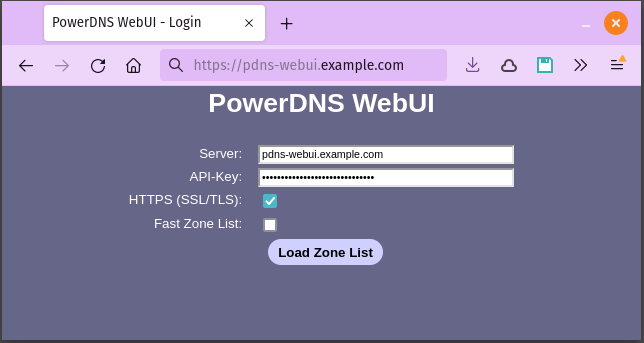 PowerDNS WebUI - Login
https://pdns-webui.example.com
PowerDNS WebUI
Server: pdns-webui.example.com
API-Key: ••••••••••••••••••••••••••••••
HTTPS (SSL/TLS):
Fast Zone List:
Load Zone List